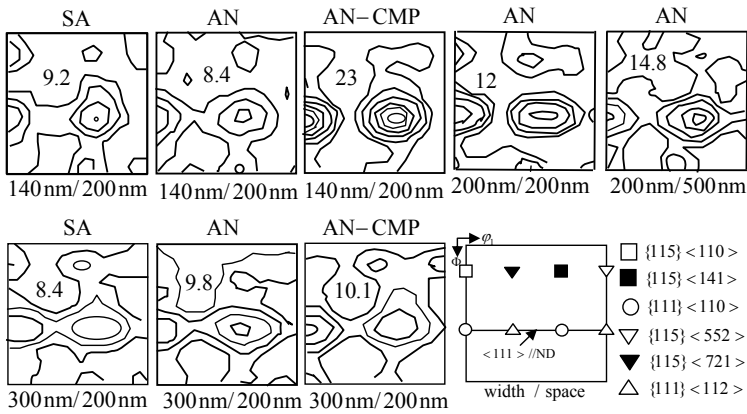 SA AN AN–CMP AN AN
9.2 8.4 23 12 14.8
140nm/200nm 140nm/200nm 140nm/200nm 200nm/200nm 200nm/500nm
SA AN AN–CMP
8.4 9.8 10.1
300nm/200nm 300nm/200nm 300nm/200nm
φ₁
Φ
<111>//ND
width / space
{115}<110>
{115}<141>
{111}<110>
{115}<552>
{115}<721>
{111}<112>